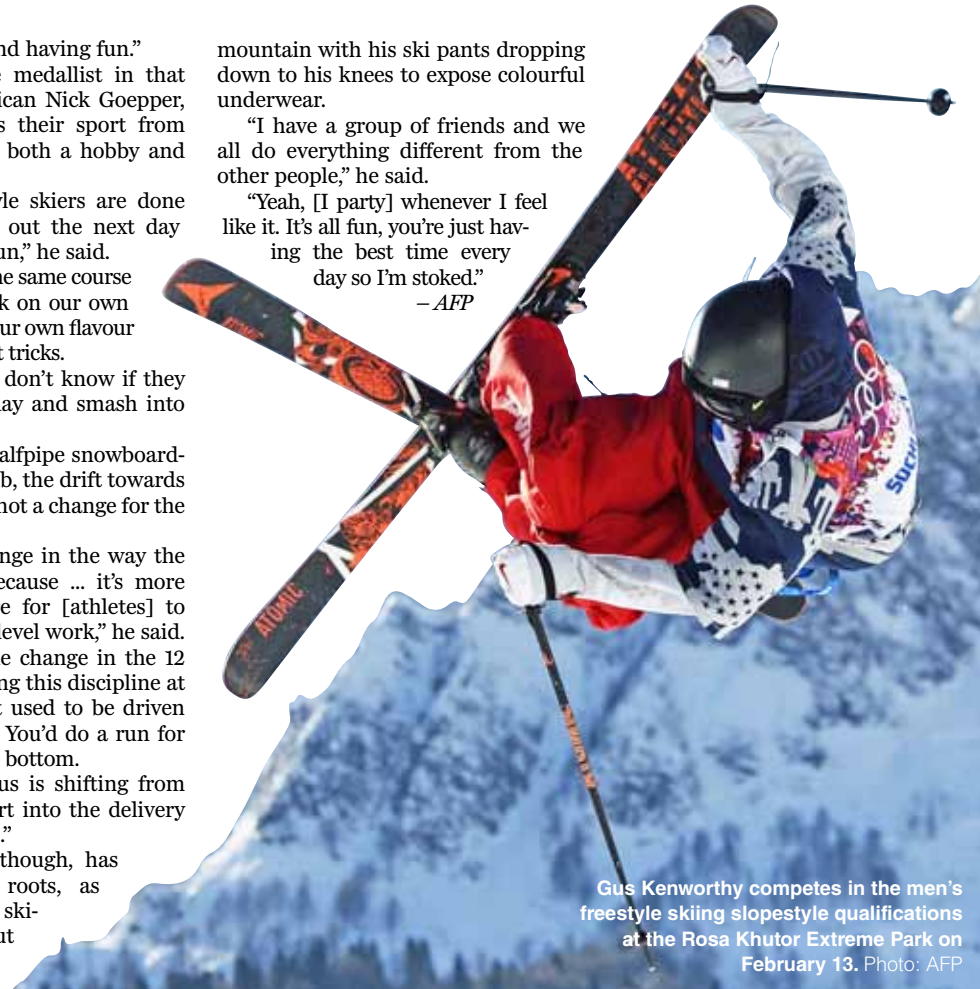 nd having fun.”
medallist in that
ican Nick Goepper,
s their sport from
both a hobby and
le skiers are done
out the next day
un,” he said.
ne same course
k on our own
ur own flavour
t tricks.
don’t know if they
lay and smash into
alfpipe snowboard-
b, the drift towards
not a change for the
nge in the way the
ecause ... it’s more
e for [athletes] to
level work,” he said.
e change in the 12
ng this discipline at
t used to be driven
You’d do a run for
bottom.
us is shifting from
rt into the delivery
.”
though, has
roots, as
ski-
ut
mountain with his ski pants dropping
down to his knees to expose colourful
underwear.
“I have a group of friends and we
all do everything different from the
other people,” he said.
“Yeah, [I party] whenever I feel
like it. It’s all fun, you’re just hav-
ing the best time every
day so I’m stoked.”
– AFP
ATOMIC
SOCHI
Gus Kenworthy competes in the men’s
freestyle skiing slopestyle qualifications
at the Rosa Khutor Extreme Park on
February 13. Photo: AFP